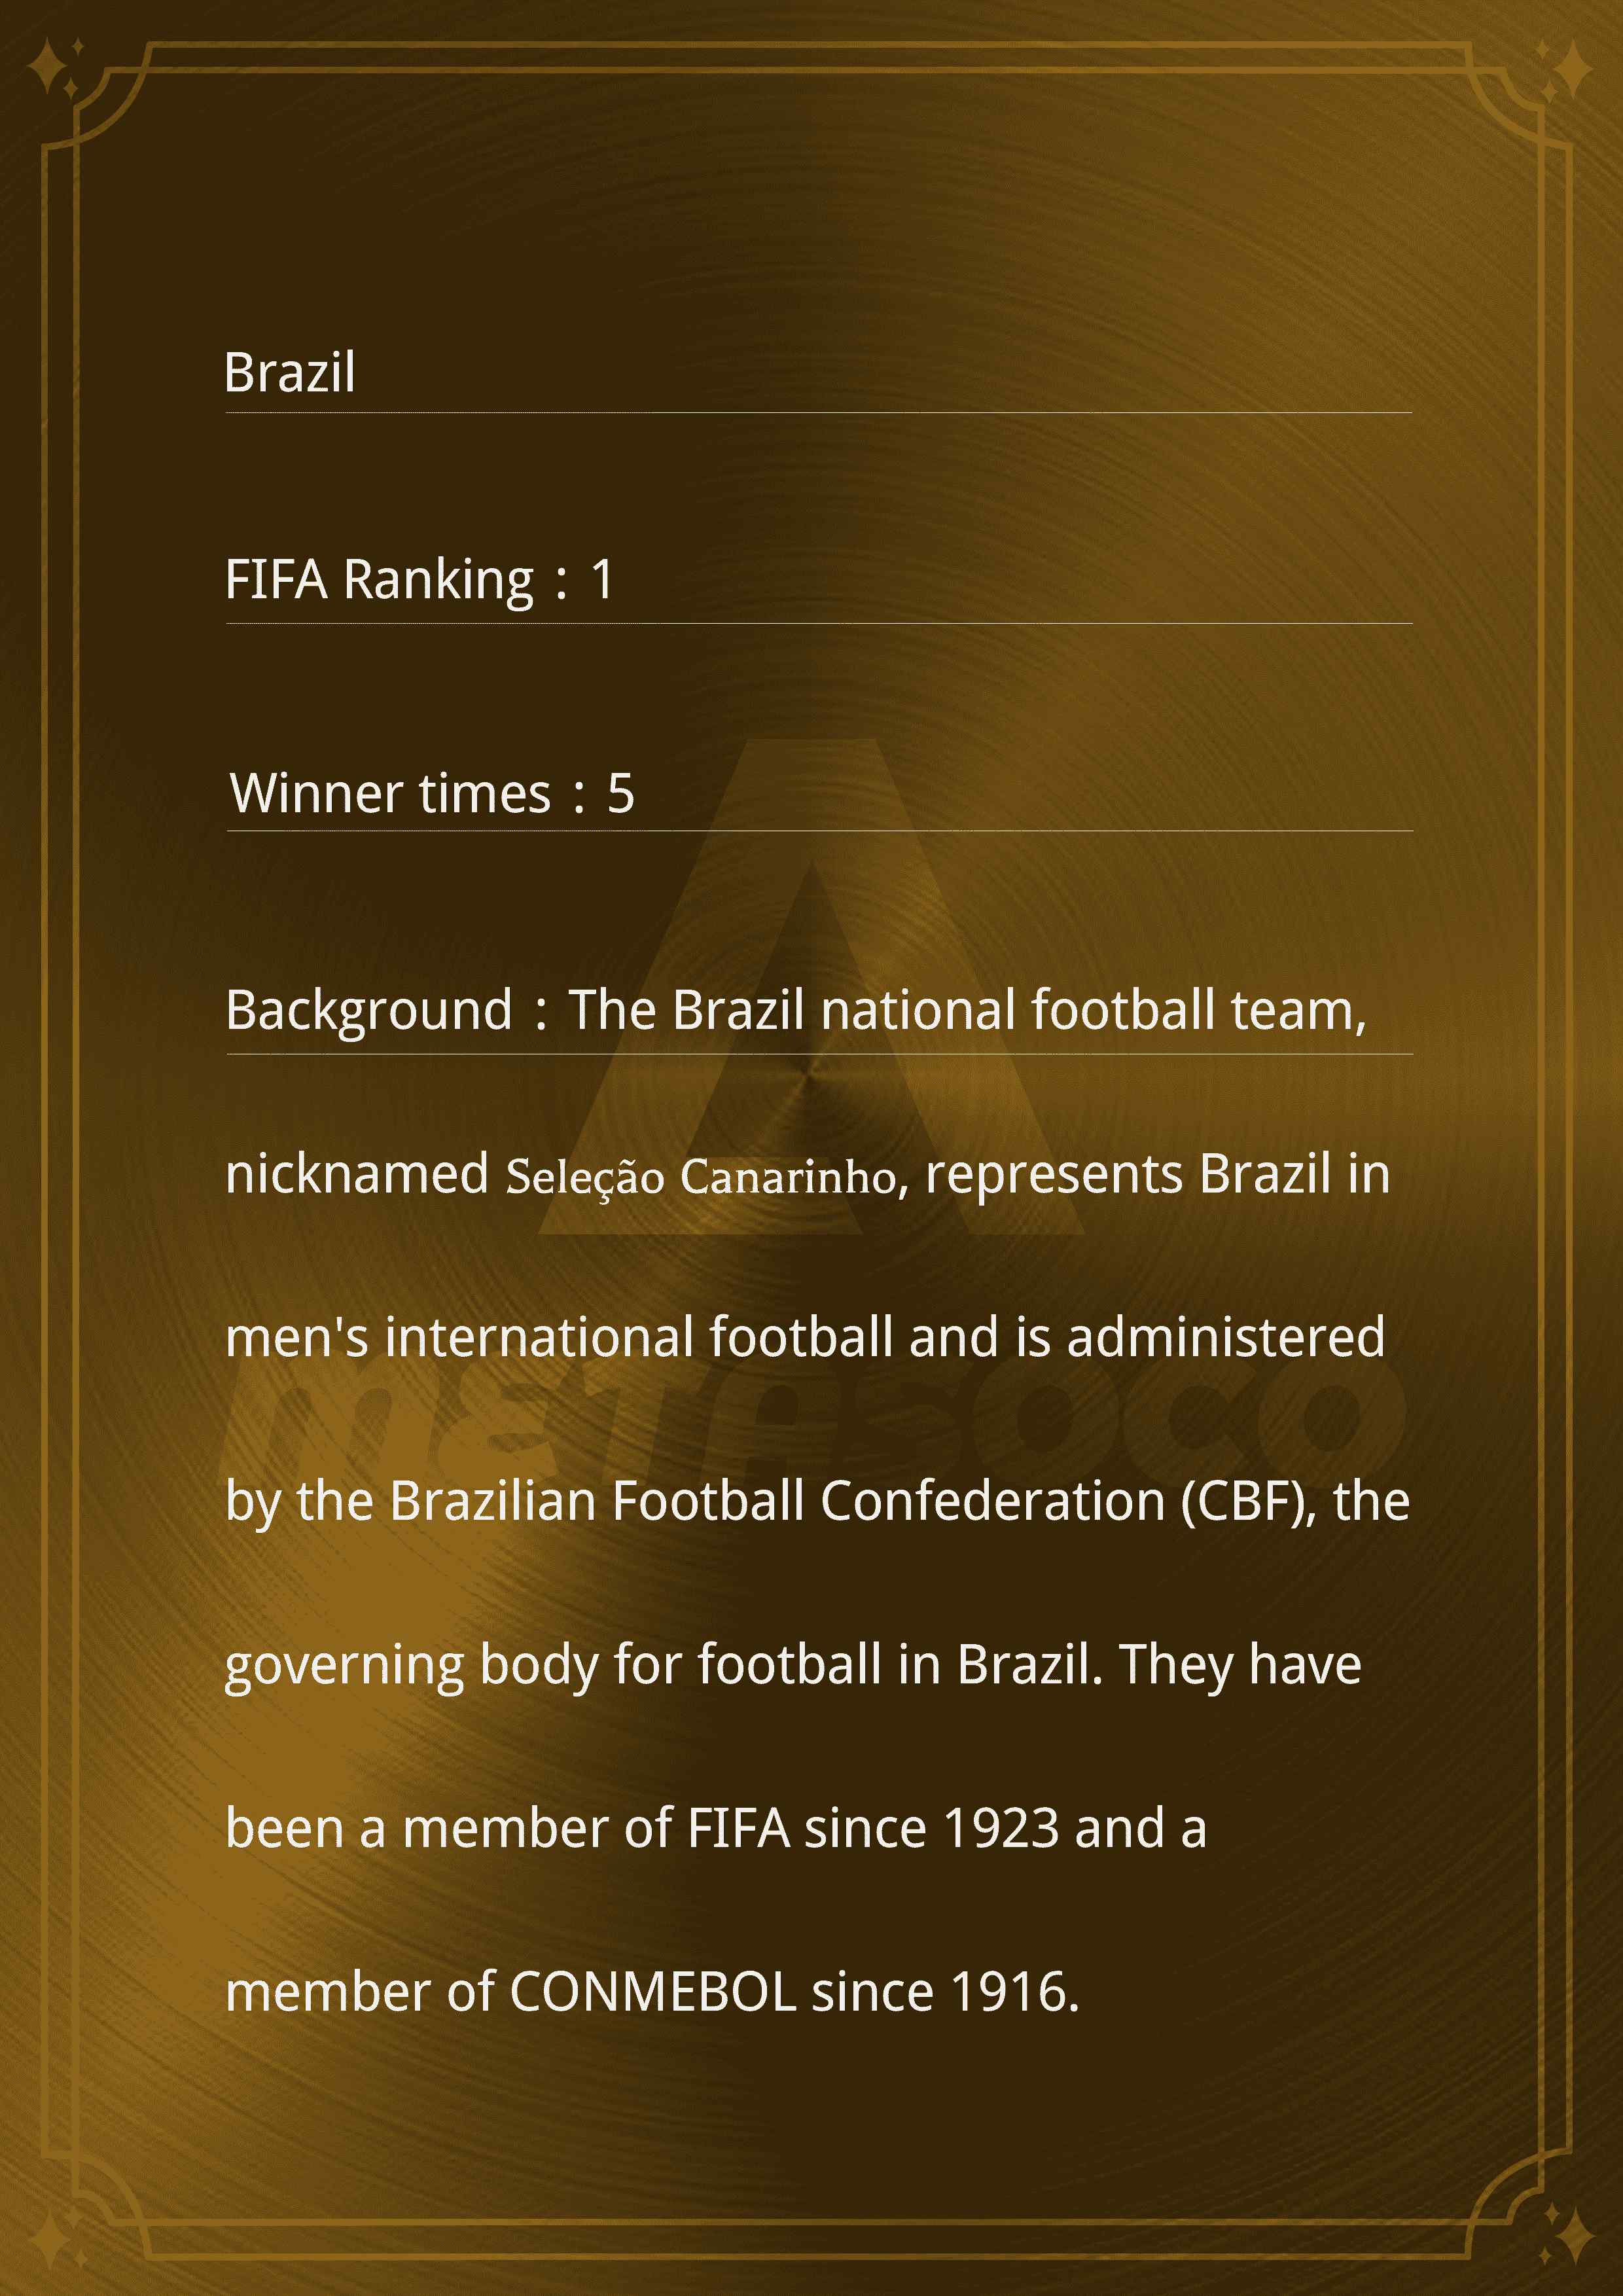 Brazil
FIFA Ranking : 1
Winner times : 5
Background : The Brazil national football team,
nicknamed Seleção Canarinho, represents Brazil in
men's international football and is administered
METASOCO
by the Brazilian Football Confederation (CBF), the
governing body for football in Brazil. They have
been a member of FIFA since 1923 and a
member of CONMEBOL since 1916.